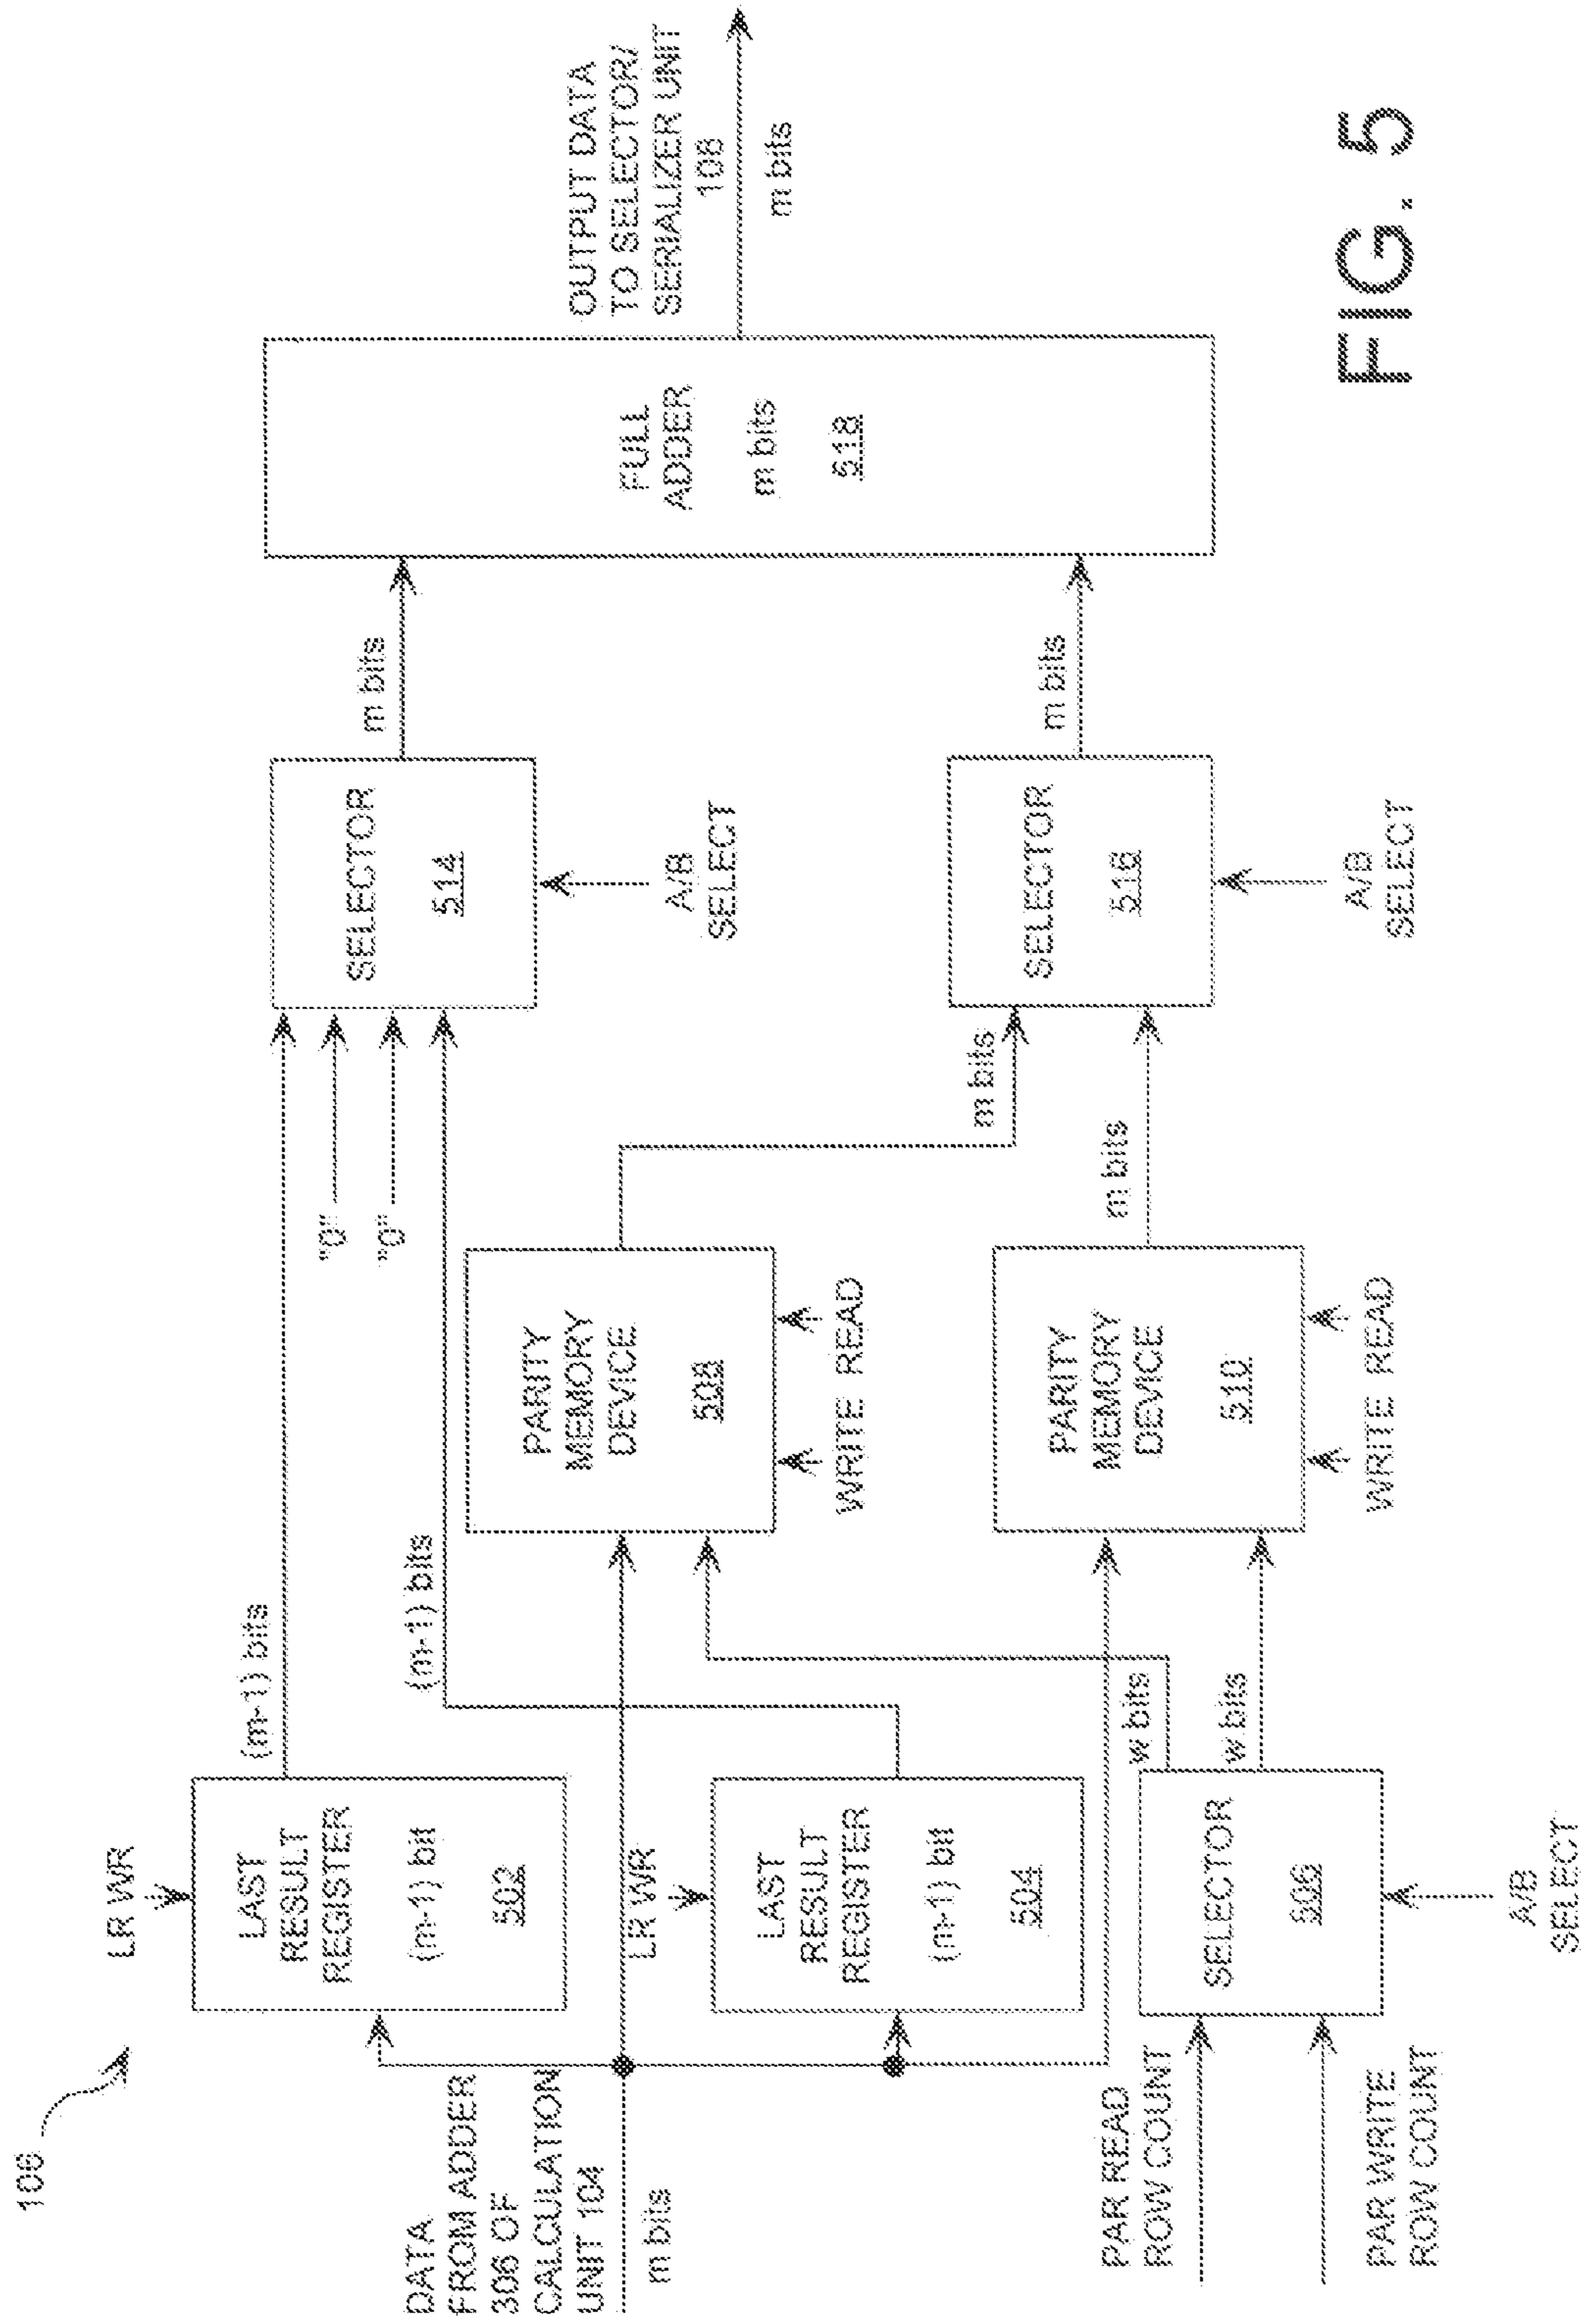 106
DATA
FROM ADDER
306 OF
CALCULATION
UNIT 104
m bits
PAR READ
ROW COUNT
PAR WRITE
ROW COUNT
LR WR
LAST
RESULT
REGISTER
(m-1) bit
502
LR WR
LAST
RESULT
REGISTER
(m-1) bit
504
SELECTOR
506
A/B
SELECT
(m-1) bits
(m-1) bits
w bits
w bits
PARITY
MEMORY
DEVICE
508
WRITE READ
PARITY
MEMORY
DEVICE
510
WRITE READ
"0"
"0"
m bits
m bits
SELECTOR
514
A/B
SELECT
SELECTOR
516
A/B
SELECT
m bits
m bits
FULL
ADDER
m bits
518
OUTPUT DATA
TO SELECTOR/
SERIALIZER UNIT
108
m bits
FIG. 5